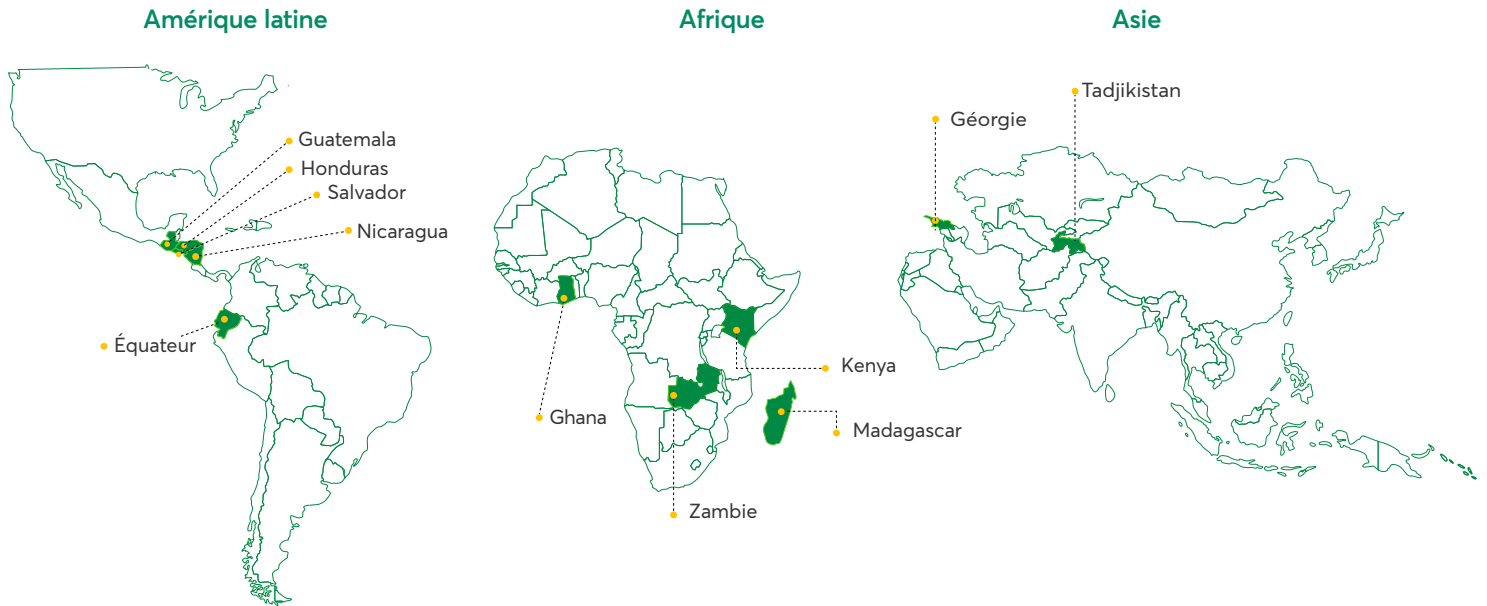 Amérique latine
Guatemala
Honduras
Salvador
Nicaragua
Équateur
Afrique
Ghana
Kenya
Madagascar
Zambie
Asie
Tadjikistan
Géorgie